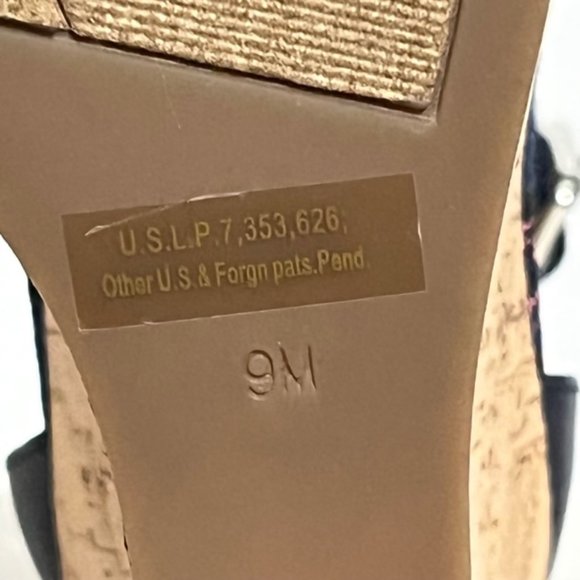 U.S.L.P.7,353,626;
Other U.S.& Forgn pats.Pend.
9M